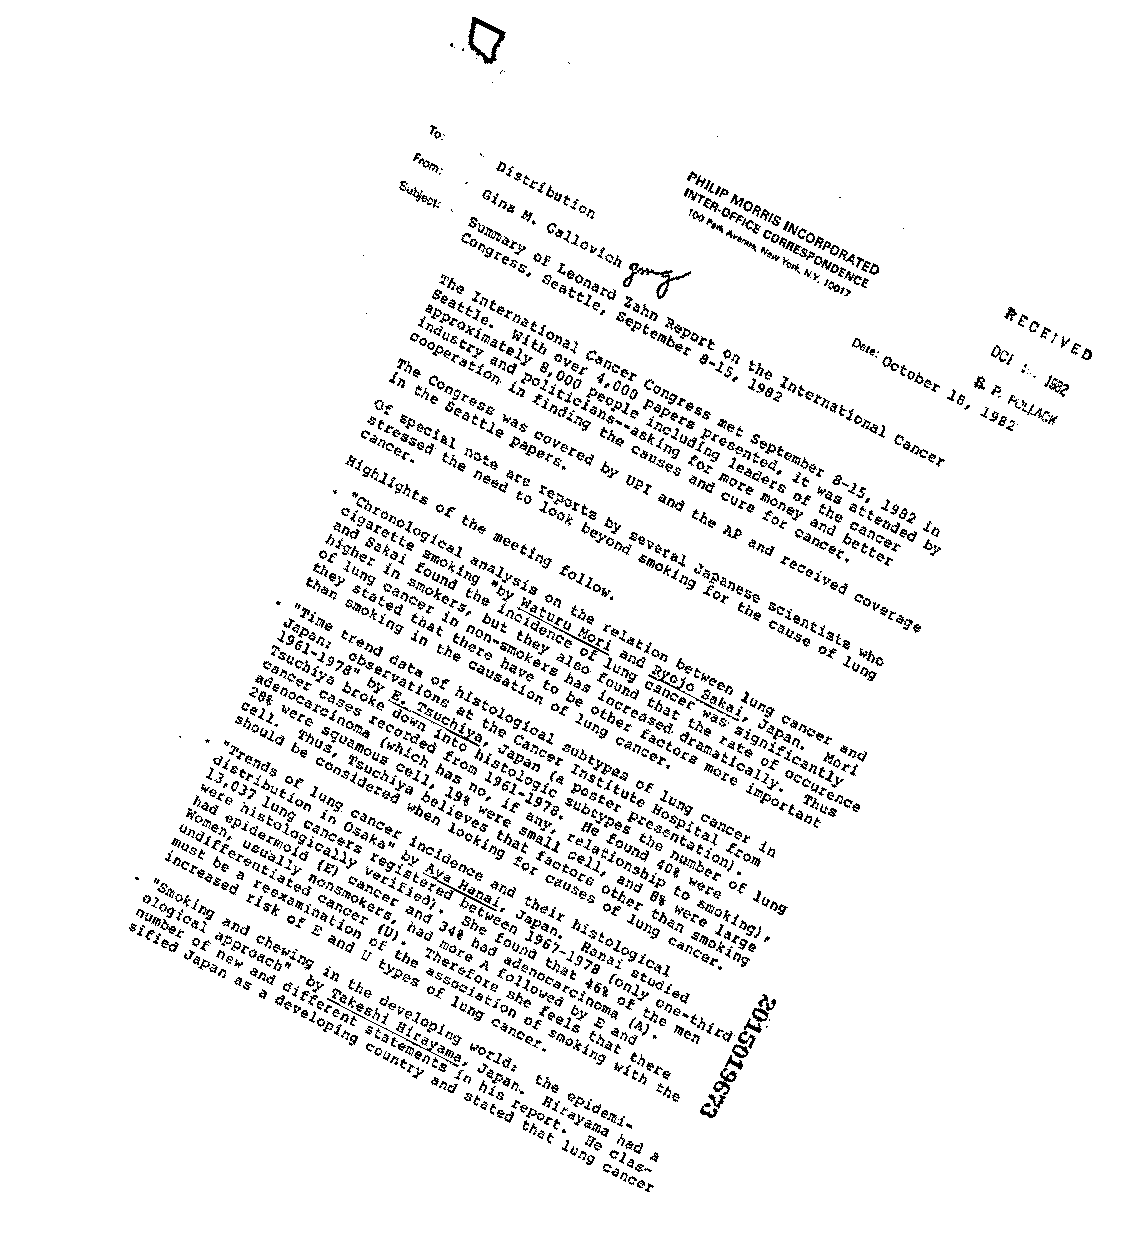 PHILIP MORRIS INCORPORATED
INTER-OFFICE CORRESPONDENCE
100 Park Avenue, New York, N.Y. 10017
RECEIVED
1982
S. P. POLLACK
To: Distribution
Date: October 18, 1982
From: Gina M. Callovich gmg
Subject: Summary of Leonard Zahn Report on the International Cancer
Congress, Seattle, September 8-15, 1982
The International Cancer Congress met September 8-15, 1982 in
Seattle. With over 4,000 papers presented, it was attended by
approximately 8,000 people including leaders of the cancer
industry and politicians--asking for more money and better
cooperation in finding the causes and cure for cancer.
The Congress was covered by UPI and the AP and received coverage
in the Seattle papers.
Of special note are reports by several Japanese scientists who
stressed the need to look beyond smoking for the cause of lung
cancer.
Highlights of the meeting follow.
· "Chronological analysis on the relation between lung cancer and
cigarette smoking "by Waturu Mori and Ryojo Sakai, Japan. Mori
and Sakai found the incidence of lung cancer was significantly
higher in smokers, but they also found that the rate of occurence
of lung cancer in non-smokers has increased dramatically. Thus
they stated that there have to be other factors more important
than smoking in the causation of lung cancer.
· "Time trend data of histological subtypes of lung cancer in
Japan: observations at the Cancer Institute Hospital from
1961-1978" by E. Tsuchiya, Japan (a poster presentation).
Tsuchiya broke down into histologic subtypes the number of lung
cancer cases recorded from 1961-1978. He found 40% were
adenocarcinoma (which has no, if any, relationship to smoking),
28% were squamous cell, 19% were small cell, and 8% were large
cell. Thus, Tsuchiya believes that factors other than smoking
should be considered when looking for causes of lung cancer.
· "Trends of lung cancer incidence and their histological
distribution in Osaka" by Aya Hanai, Japan. Hanai studied
13,037 lung cancers registered between 1967-1978 (only one-third
were histologically verified). She found that 46% of the men
had epidermoid (E) cancer and 34% had adenocarcinoma (A).
Women, usually nonsmokers, had more A followed by E and
undifferentiated cancer (U). Therefore she feels that there
must be a reexamination of the association of smoking with the
increased risk of E and U types of lung cancer.
· "Smoking and chewing in the developing world: the epidemi-
ological approach" by Takeshi Hirayama, Japan. Hirayama had a
number of new and different statements in his report. He clas-
sified Japan as a developing country and stated that lung cancer
2015019673